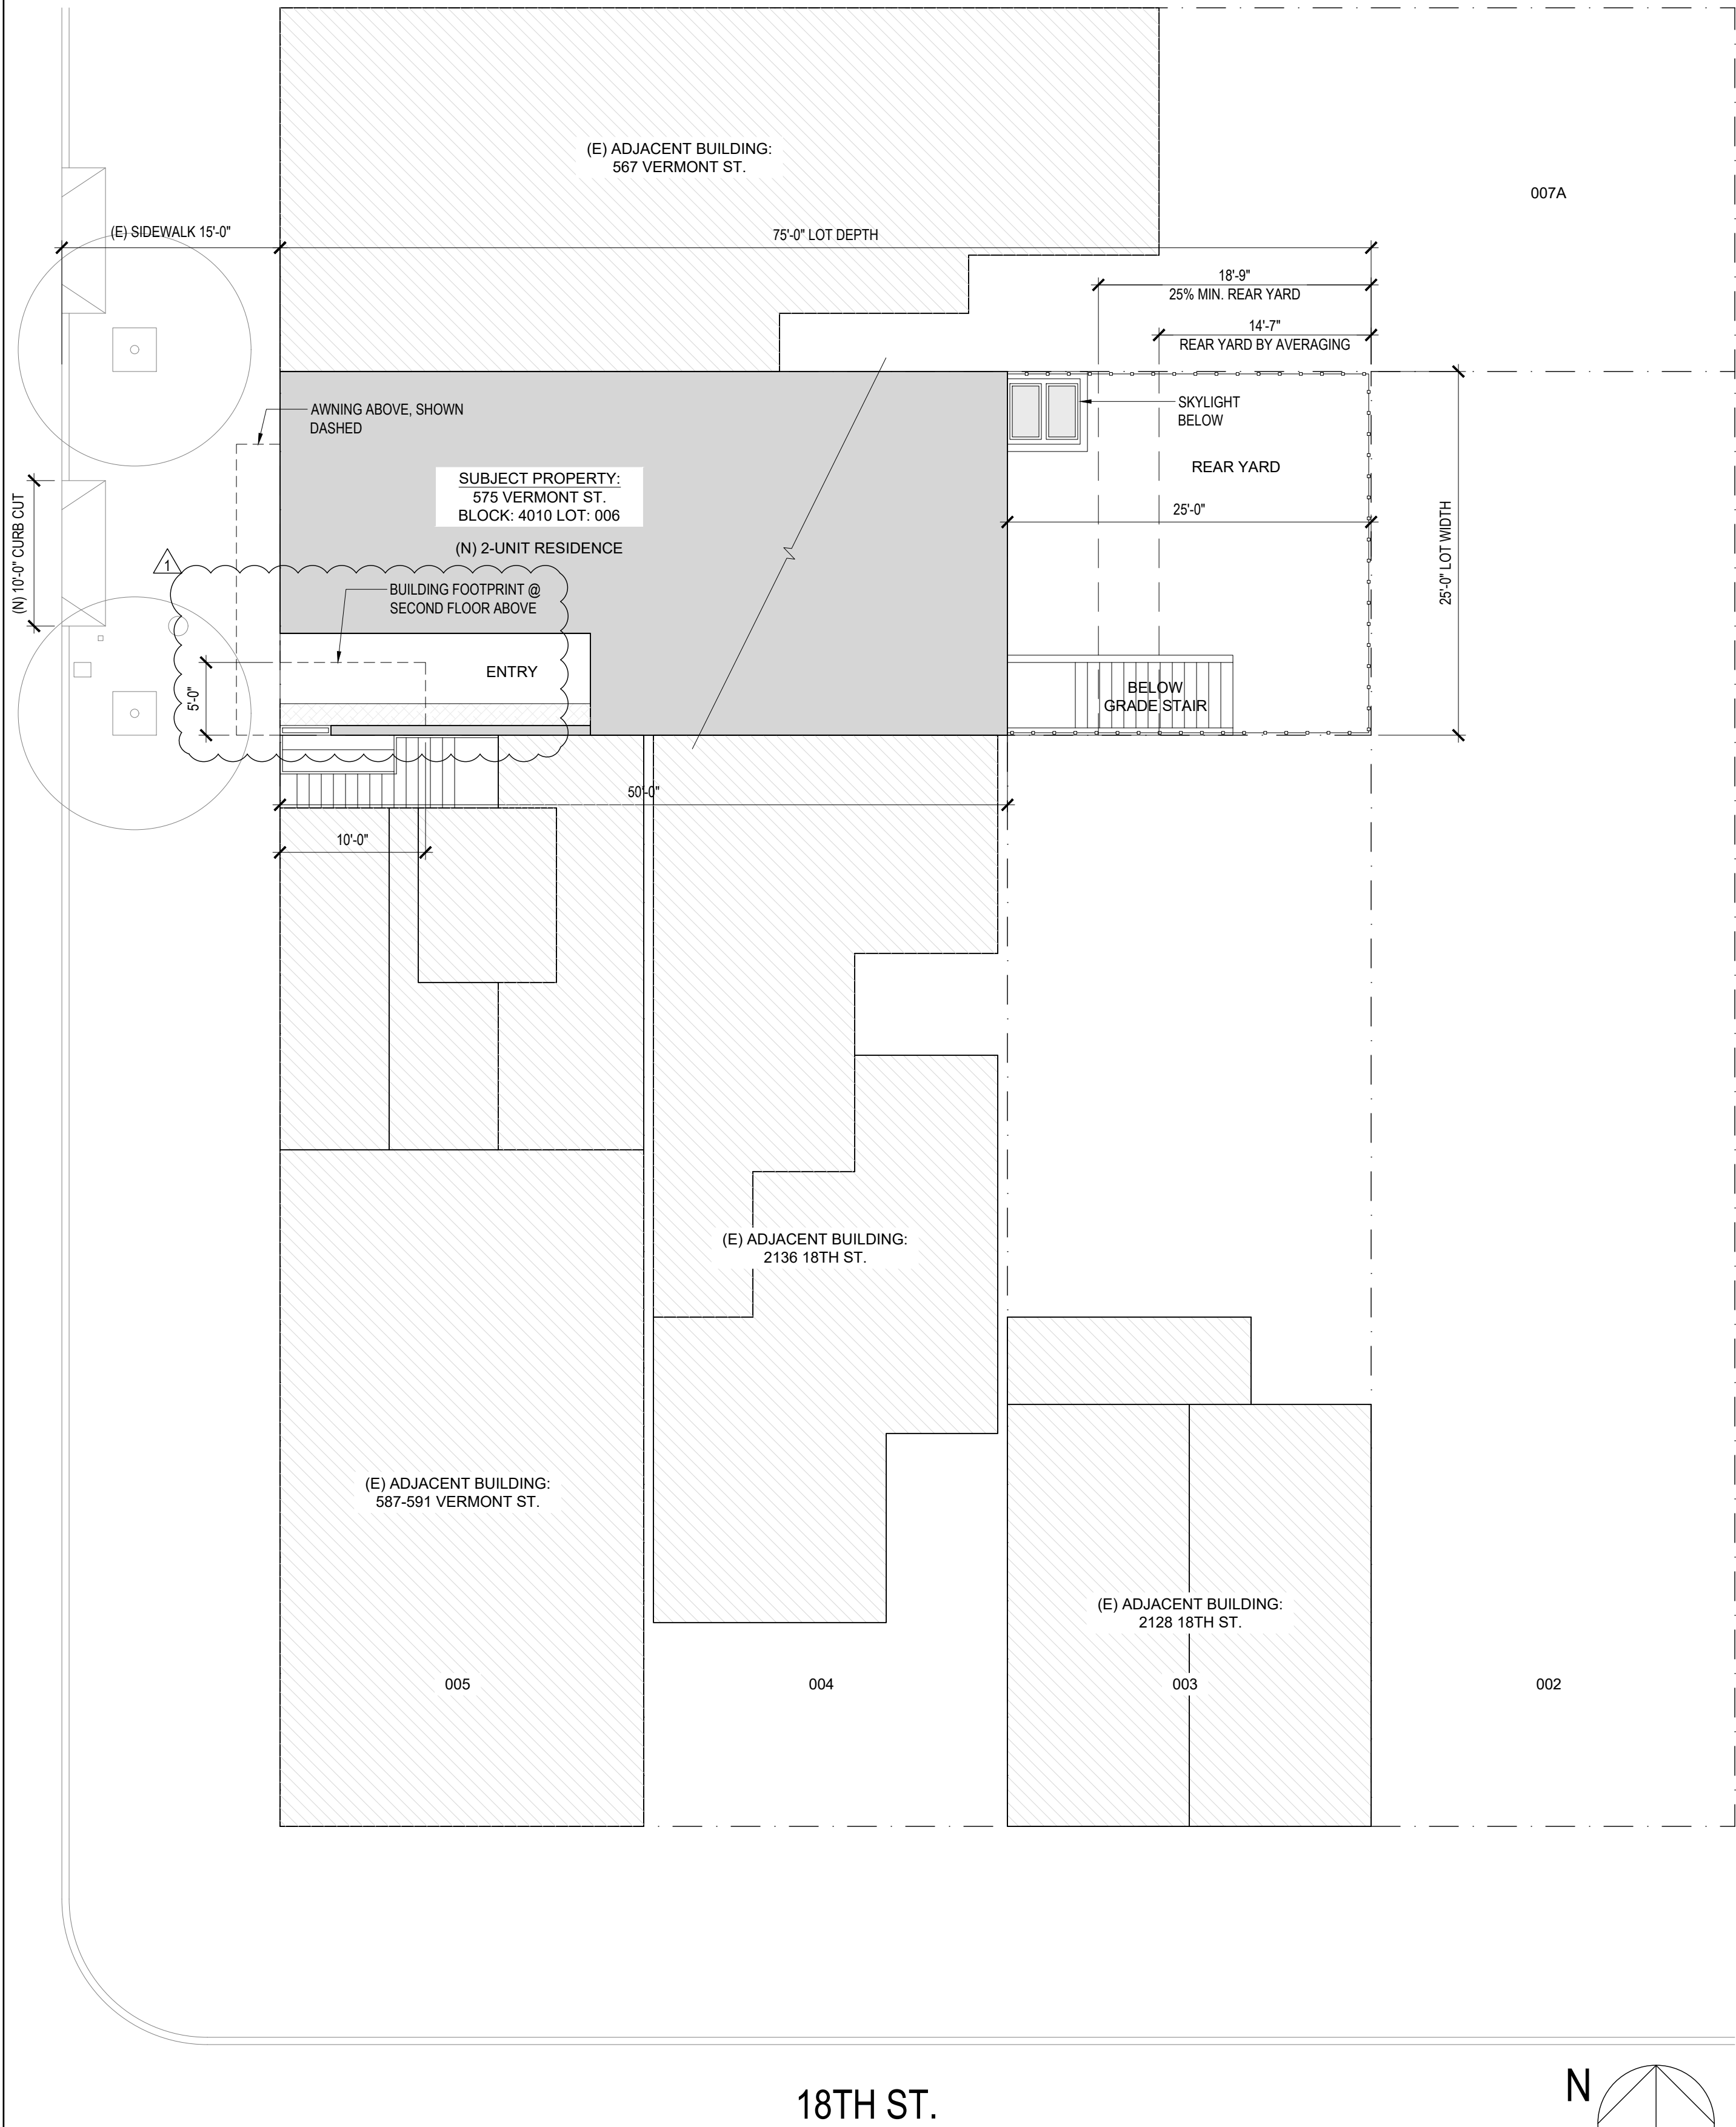 (E) ADJACENT BUILDING:
567 VERMONT ST.
007A
(E) SIDEWALK 15'-0"
75'-0" LOT DEPTH
18'-9"
25% MIN. REAR YARD
14'-7"
REAR YARD BY AVERAGING
AWNING ABOVE, SHOWN
DASHED
SKYLIGHT
BELOW
SUBJECT PROPERTY:
575 VERMONT ST.
BLOCK: 4010 LOT: 006
REAR YARD
(N) 10'-0" CURB CUT
25'-0"
25'-0" LOT WIDTH
(N) 2-UNIT RESIDENCE
1
BUILDING FOOTPRINT @
SECOND FLOOR ABOVE
ENTRY
5'-0"
BELOW
GRADE STAIR
50'-0"
10'-0"
(E) ADJACENT BUILDING:
2136 18TH ST.
(E) ADJACENT BUILDING:
587-591 VERMONT ST.
(E) ADJACENT BUILDING:
2128 18TH ST.
005
004
003
002
18TH ST.
N